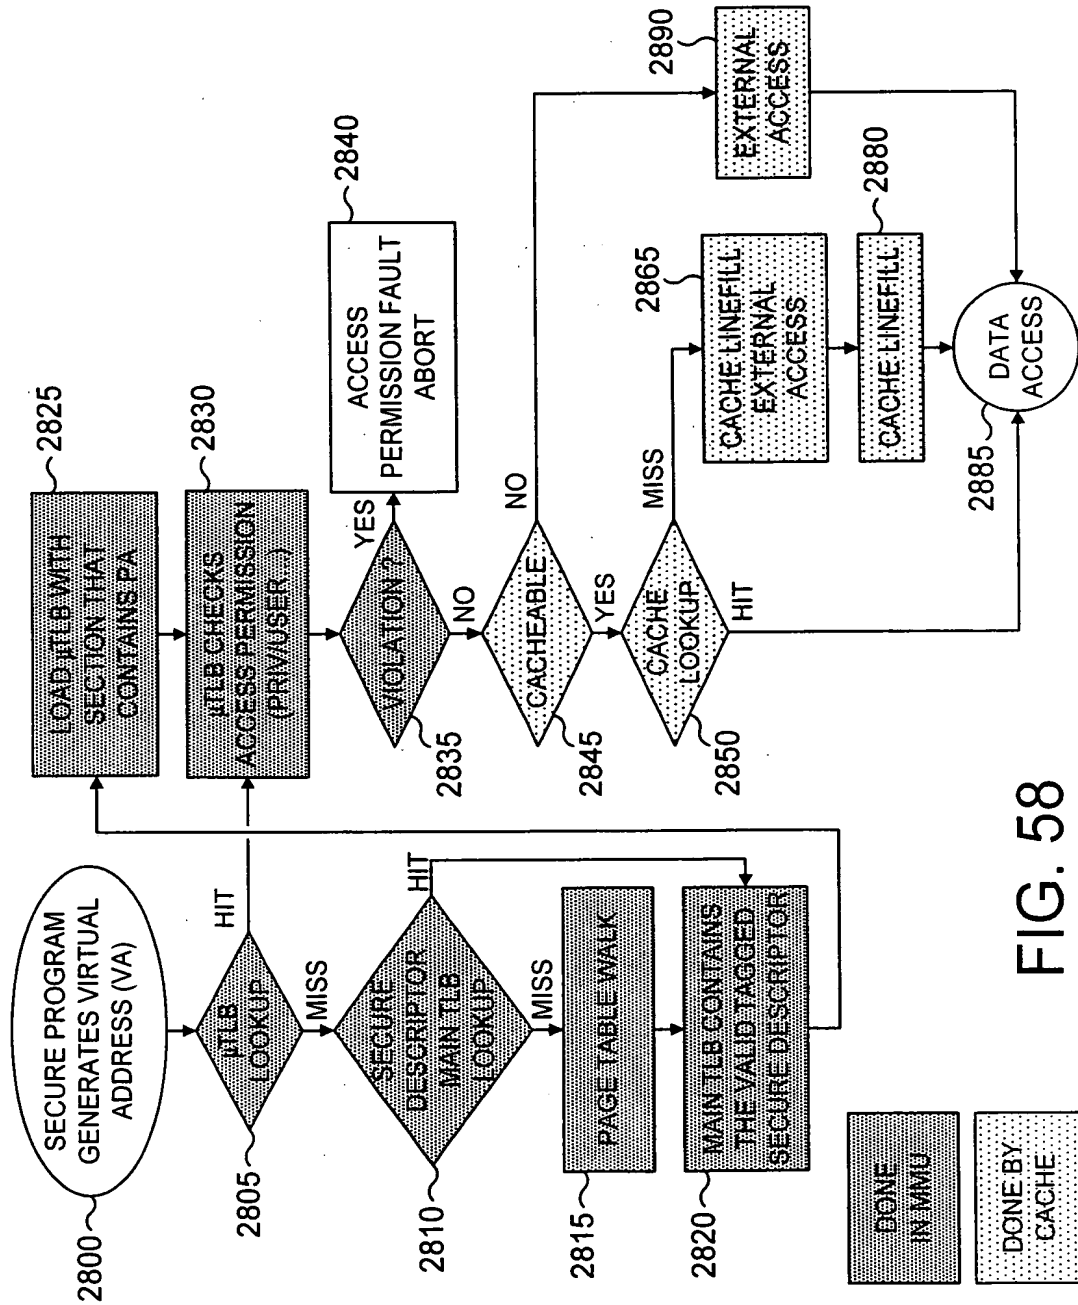 2800
SECURE PROGRAM
GENERATES VIRTUAL
ADDRESS (VA)
2805
µTLB
LOOKUP
HIT
MISS
2810
SECURE
DESCRIPTOR
MAIN TLB
LOOKUP
HIT
MISS
2815
PAGE TABLE WALK
2820
MAIN TLB CONTAINS
THE VALID TAGGED
SECURE DESCRIPTOR
2825
LOAD µTLB WITH
SECTION THAT
CONTAINS PA
2830
µTLB CHECKS
ACCESS PERMISSION
(PRIV/USER..)
VIOLATION ?
2835
YES
NO
2840
ACCESS
PERMISSION FAULT
ABORT
CACHEABLE
2845
NO
YES
CACHE
LOOKUP
2850
MISS
HIT
2865
CACHE LINEFILL
EXTERNAL
ACCESS
2880
CACHE LINEFILL
2890
EXTERNAL
ACCESS
DATA
ACCESS
2885
DONE
IN MMU
DONE BY
CACHE
FIG. 58